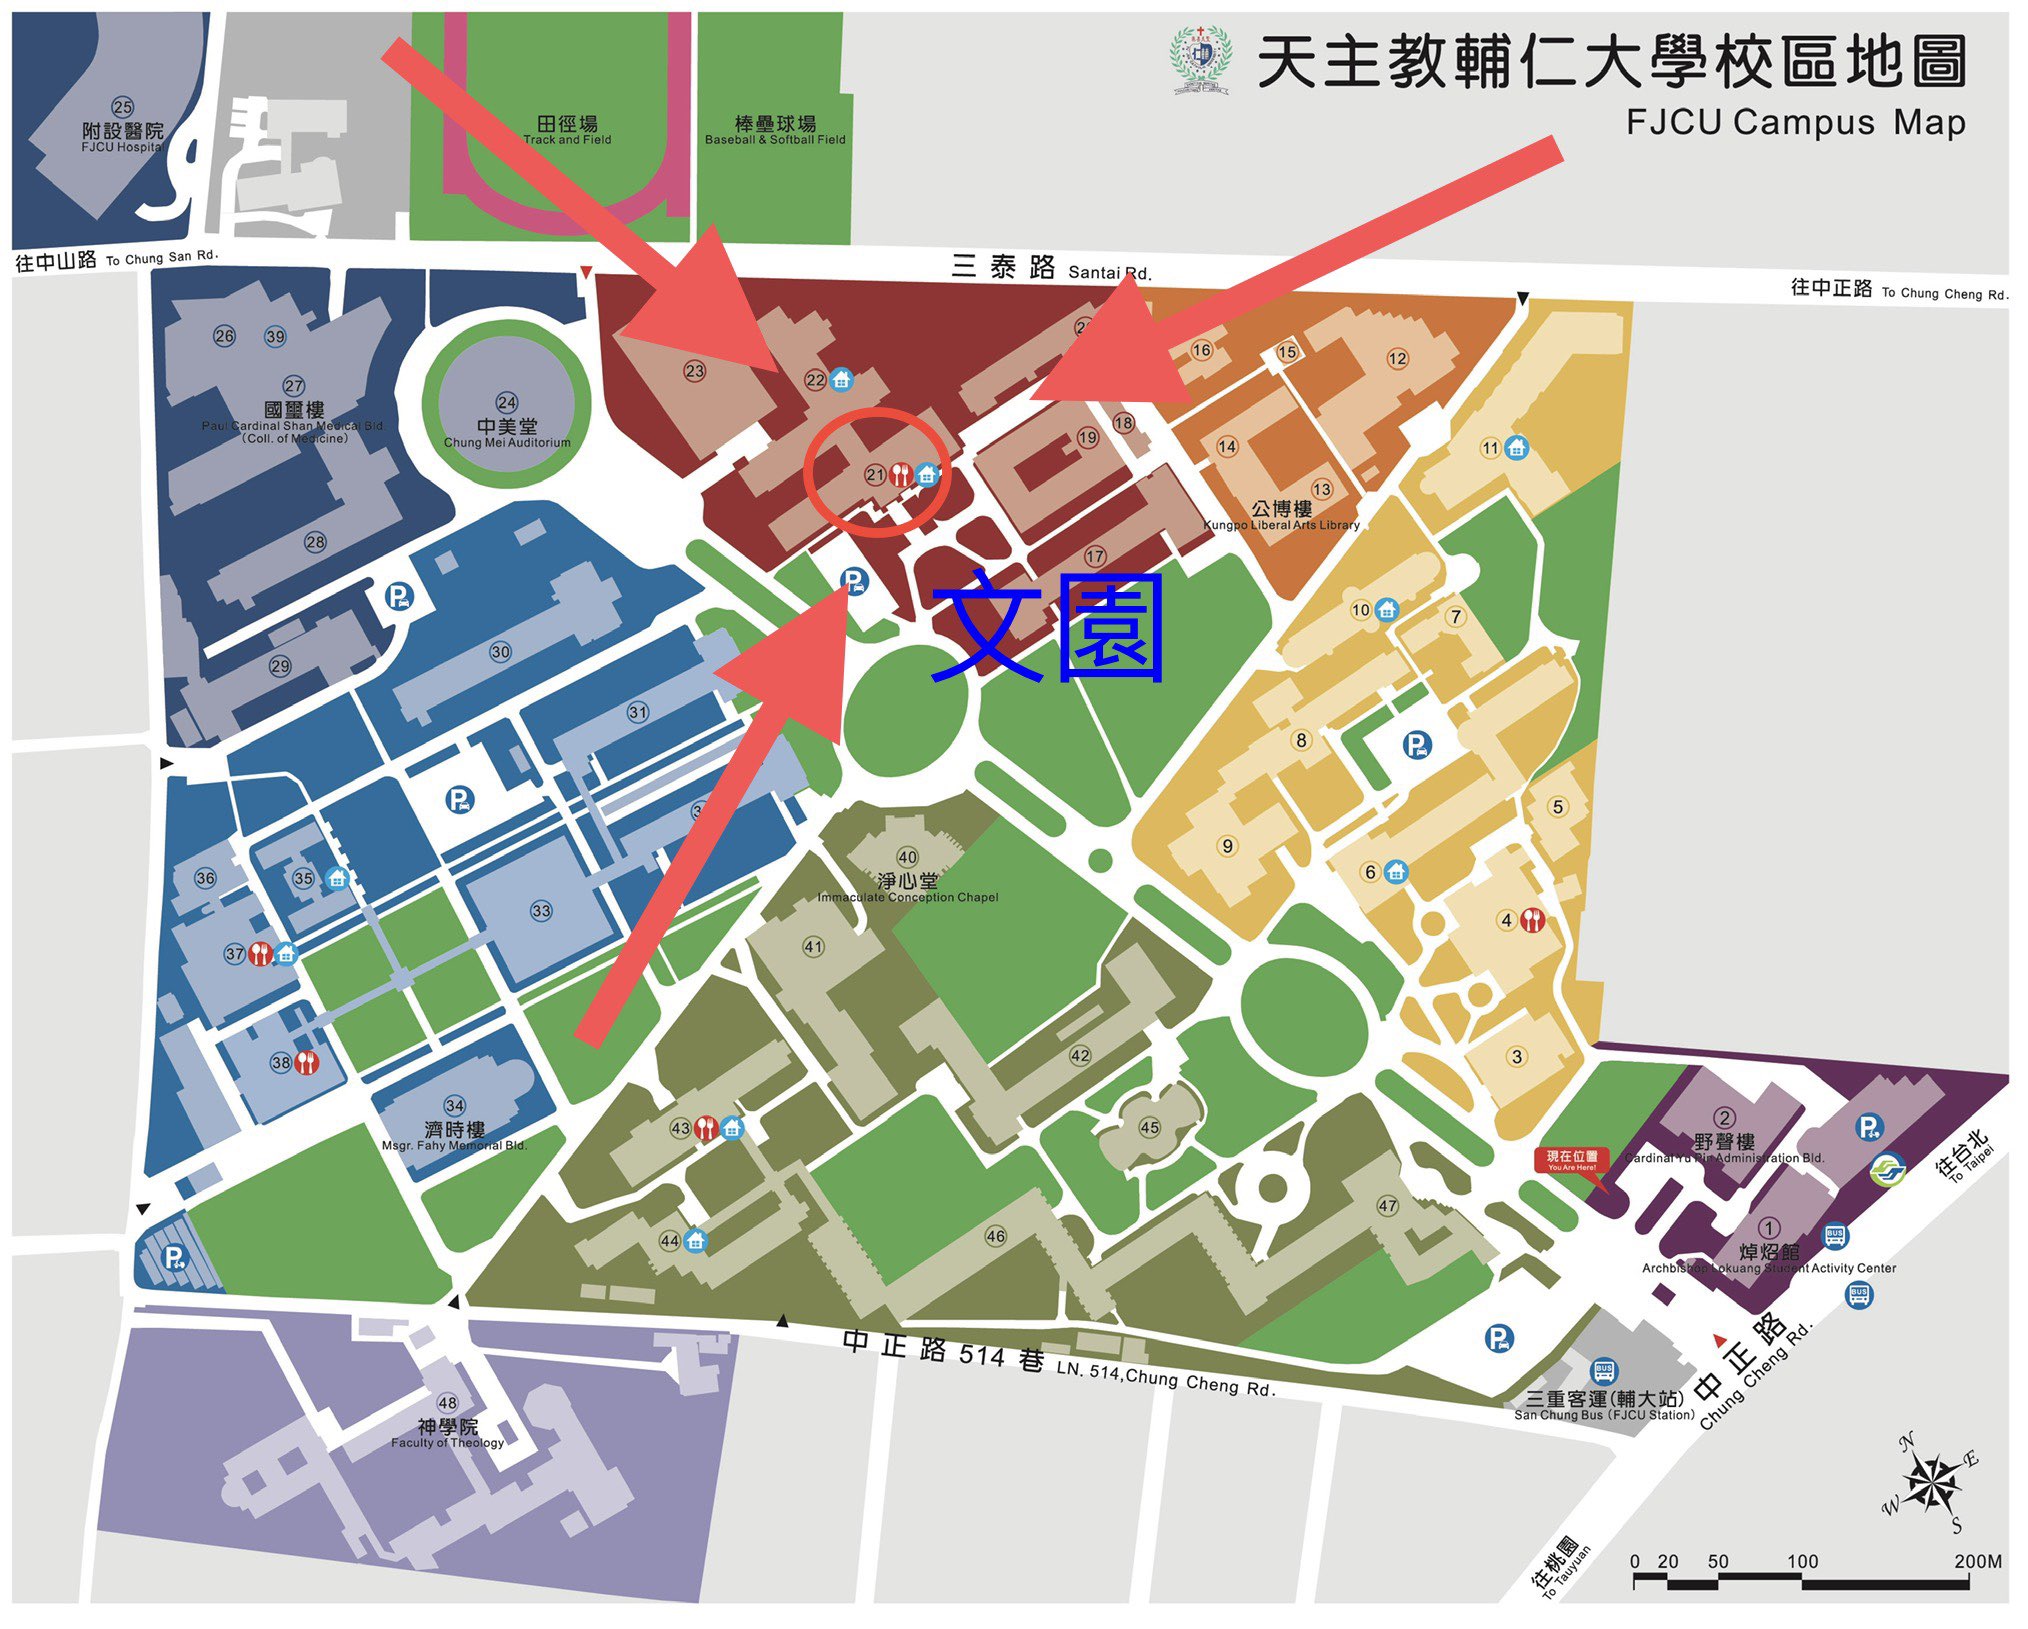 天主教輔仁大學校區地圖
FJCU Campus Map
25
附設醫院
FJCU Hospital
田徑場
Track and Field
棒壘球場
Baseball & Softball Field
往中山路 To Chung San Rd.
三泰路 Santai Rd.
往中正路 To Chung Cheng Rd.
26
39
27
國璽樓
Paul Cardinal Shan Medical Bld.
(Coll. of Medicine)
24
中美堂
Chung Mei Auditorium
23
22
21
16
15
12
18
19
14
13
公博樓
Kungpo Liberal Arts Library
11
17
文園
28
P
P
29
30
31
10
7
8
P
P
9
5
6
4
3
36
35
33
37
38
40
淨心堂
Immaculate Conception Chapel
41
42
43
45
34
濟時樓
Msgr. Fahy Memorial Bld.
44
46
47
P
現在位置
You Are Here!
2
野聲樓
Cardinal Yu Pin Administration Bld.
P
往台北
To Taipei
1
焯炤館
Archbishop Lokuang Student Activity Center
BUS
BUS
P
中正路
Chung Cheng Rd.
BUS
三重客運(輔大站)
San Chung Bus (FJCU Station)
中正路514巷 LN. 514,Chung Cheng Rd.
48
神學院
Faculty of Theology
往桃園
To Tauyuan
N
E
W
S
0 20 50 100 200M